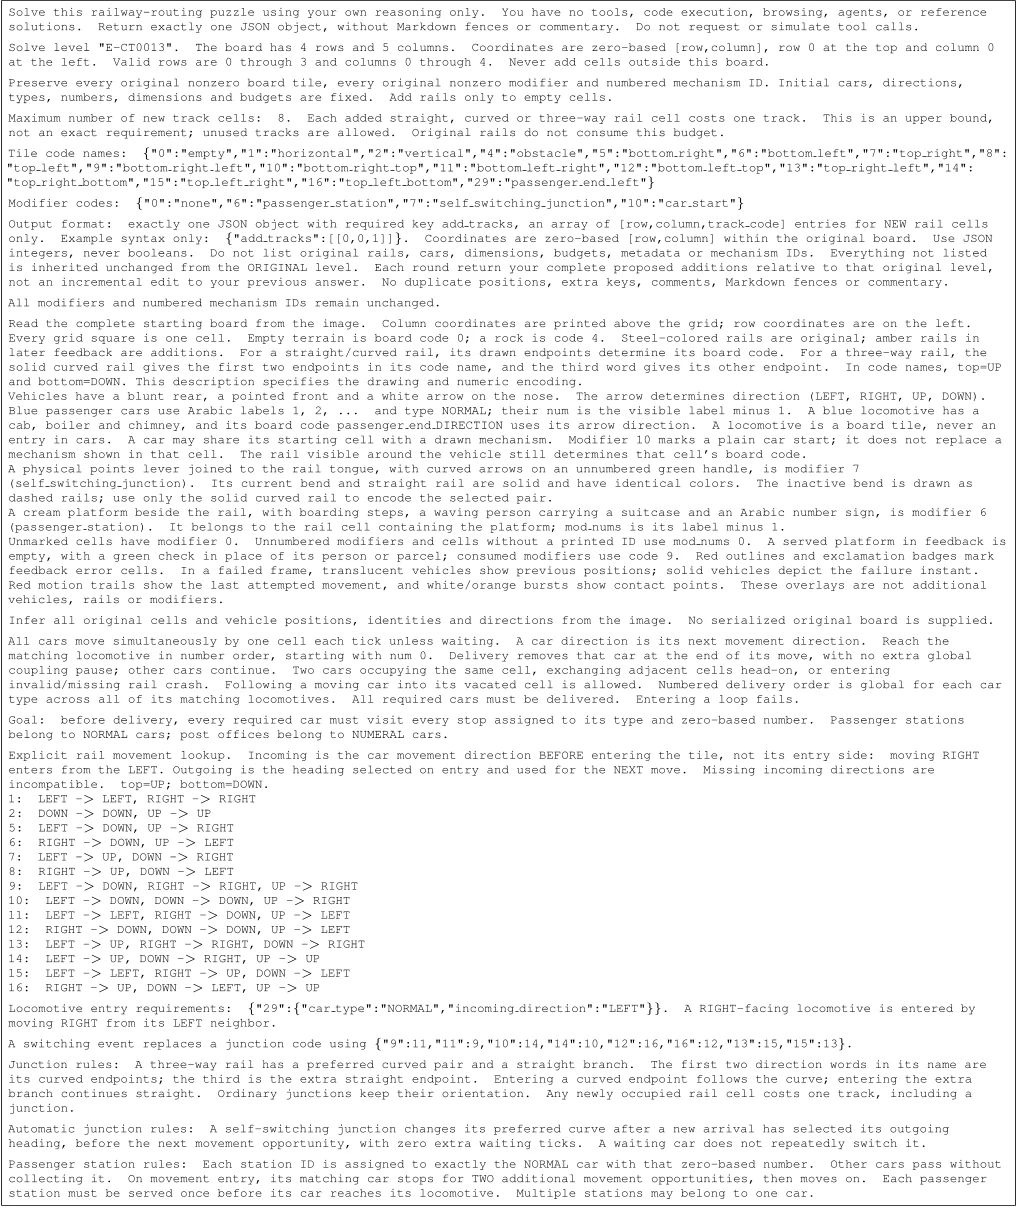 Solve this railway-routing puzzle using your own reasoning only.  You have no tools, code execution, browsing, agents, or reference
solutions.  Return exactly one JSON object, without Markdown fences or commentary.  Do not request or simulate tool calls.
Solve level "E-CT0013".  The board has 4 rows and 5 columns.  Coordinates are zero-based [row,column], row 0 at the top and column 0
at the left.  Valid rows are 0 through 3 and columns 0 through 4.  Never add cells outside this board.
Preserve every original nonzero board tile, every original nonzero modifier and numbered mechanism ID. Initial cars, directions,
types, numbers, dimensions and budgets are fixed.  Add rails only to empty cells.
Maximum number of new track cells:  8.  Each added straight, curved or three-way rail cell costs one track.  This is an upper bound,
not an exact requirement; unused tracks are allowed.  Original rails do not consume this budget.
Tile code names:  {"0":"empty","1":"horizontal","2":"vertical","4":"obstacle","5":"bottom_right","6":"bottom_left","7":"top_right","8":
"top_left","9":"bottom_right_left","10":"bottom_right_top","11":"bottom_left_right","12":"bottom_left_top","13":"top_right_left","14":
"top_right_bottom","15":"top_left_right","16":"top_left_bottom","29":"passenger_end_left"}
Modifier codes:  {"0":"none","6":"passenger_station","7":"self_switching_junction","10":"car_start"}
Output format:  exactly one JSON object with required key add_tracks, an array of [row,column,track_code] entries for NEW rail cells
only.  Example syntax only:  {"add_tracks":[[0,0,1]]}.  Coordinates are zero-based [row,column] within the original board.  Use JSON
integers, never booleans.  Do not list original rails, cars, dimensions, budgets, metadata or mechanism IDs.  Everything not listed
is inherited unchanged from the ORIGINAL level.  Each round return your complete proposed additions relative to that original level,
not an incremental edit to your previous answer.  No duplicate positions, extra keys, comments, Markdown fences or commentary.
All modifiers and numbered mechanism IDs remain unchanged.
Read the complete starting board from the image.  Column coordinates are printed above the grid; row coordinates are on the left.
Every grid square is one cell.  Empty terrain is board code 0; a rock is code 4.  Steel-colored rails are original; amber rails in
later feedback are additions.  For a straight/curved rail, its drawn endpoints determine its board code.  For a three-way rail, the
solid curved rail gives the first two endpoints in its code name, and the third word gives its other endpoint.  In code names, top=UP
and bottom=DOWN. This description specifies the drawing and numeric encoding.
Vehicles have a blunt rear, a pointed front and a white arrow on the nose.  The arrow determines direction (LEFT, RIGHT, UP, DOWN).
Blue passenger cars use Arabic labels 1, 2, ...  and type NORMAL; their num is the visible label minus 1.  A blue locomotive has a
cab, boiler and chimney, and its board code passenger_end_DIRECTION uses its arrow direction.  A locomotive is a board tile, never an
entry in cars.  A car may share its starting cell with a drawn mechanism.  Modifier 10 marks a plain car start; it does not replace a
mechanism shown in that cell.  The rail visible around the vehicle still determines that cell's board code.
A physical points lever joined to the rail tongue, with curved arrows on an unnumbered green handle, is modifier 7
(self_switching_junction).  Its current bend and straight rail are solid and have identical colors.  The inactive bend is drawn as
dashed rails; use only the solid curved rail to encode the selected pair.
A cream platform beside the rail, with boarding steps, a waving person carrying a suitcase and an Arabic number sign, is modifier 6
(passenger_station).  It belongs to the rail cell containing the platform; mod_nums is its label minus 1.
Unmarked cells have modifier 0.  Unnumbered modifiers and cells without a printed ID use mod_nums 0.  A served platform in feedback is
empty, with a green check in place of its person or parcel; consumed modifiers use code 9.  Red outlines and exclamation badges mark
feedback error cells.  In a failed frame, translucent vehicles show previous positions; solid vehicles depict the failure instant.
Red motion trails show the last attempted movement, and white/orange bursts show contact points.  These overlays are not additional
vehicles, rails or modifiers.
Infer all original cells and vehicle positions, identities and directions from the image.  No serialized original board is supplied.
All cars move simultaneously by one cell each tick unless waiting.  A car direction is its next movement direction.  Reach the
matching locomotive in number order, starting with num 0.  Delivery removes that car at the end of its move, with no extra global
coupling pause; other cars continue.  Two cars occupying the same cell, exchanging adjacent cells head-on, or entering
invalid/missing rail crash.  Following a moving car into its vacated cell is allowed.  Numbered delivery order is global for each car
type across all of its matching locomotives.  All required cars must be delivered.  Entering a loop fails.
Goal:  before delivery, every required car must visit every stop assigned to its type and zero-based number.  Passenger stations
belong to NORMAL cars; post offices belong to NUMERAL cars.
Explicit rail movement lookup.  Incoming is the car movement direction BEFORE entering the tile, not its entry side:  moving RIGHT
enters from the LEFT. Outgoing is the heading selected on entry and used for the NEXT move.  Missing incoming directions are
incompatible.  top=UP; bottom=DOWN.
1:  LEFT -> LEFT, RIGHT -> RIGHT
2:  DOWN -> DOWN, UP -> UP
5:  LEFT -> DOWN, UP -> RIGHT
6:  RIGHT -> DOWN, UP -> LEFT
7:  LEFT -> UP, DOWN -> RIGHT
8:  RIGHT -> UP, DOWN -> LEFT
9:  LEFT -> DOWN, RIGHT -> RIGHT, UP -> RIGHT
10:  LEFT -> DOWN, DOWN -> DOWN, UP -> RIGHT
11:  LEFT -> LEFT, RIGHT -> DOWN, UP -> LEFT
12:  RIGHT -> DOWN, DOWN -> DOWN, UP -> LEFT
13:  LEFT -> UP, RIGHT -> RIGHT, DOWN -> RIGHT
14:  LEFT -> UP, DOWN -> RIGHT, UP -> UP
15:  LEFT -> LEFT, RIGHT -> UP, DOWN -> LEFT
16:  RIGHT -> UP, DOWN -> LEFT, UP -> UP
Locomotive entry requirements:  {"29":{"car_type":"NORMAL","incoming_direction":"LEFT"}}.  A RIGHT-facing locomotive is entered by
moving RIGHT from its LEFT neighbor.
A switching event replaces a junction code using {"9":11,"11":9,"10":14,"14":10,"12":16,"16":12,"13":15,"15":13}.
Junction rules:  A three-way rail has a preferred curved pair and a straight branch.  The first two direction words in its name are
its curved endpoints; the third is the extra straight endpoint.  Entering a curved endpoint follows the curve; entering the extra
branch continues straight.  Ordinary junctions keep their orientation.  Any newly occupied rail cell costs one track, including a
junction.
Automatic junction rules:  A self-switching junction changes its preferred curve after a new arrival has selected its outgoing
heading, before the next movement opportunity, with zero extra waiting ticks.  A waiting car does not repeatedly switch it.
Passenger station rules:  Each station ID is assigned to exactly the NORMAL car with that zero-based number.  Other cars pass without
collecting it.  On movement entry, its matching car stops for TWO additional movement opportunities, then moves on.  Each passenger
station must be served once before its car reaches its locomotive.  Multiple stations may belong to one car.